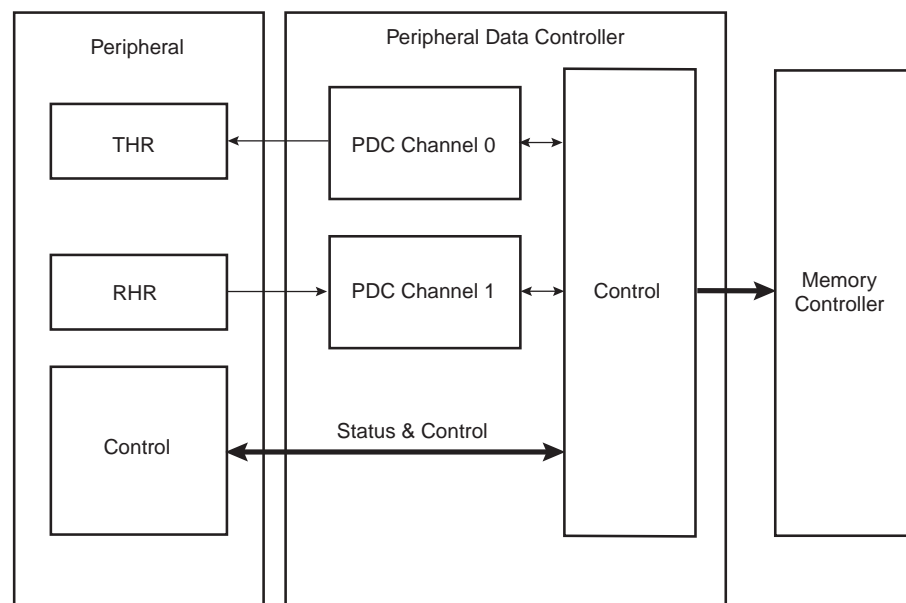 Peripheral
Peripheral Data Controller
THR
PDC Channel 0
RHR
PDC Channel 1
Control
Memory
Controller
Control
Status & Control